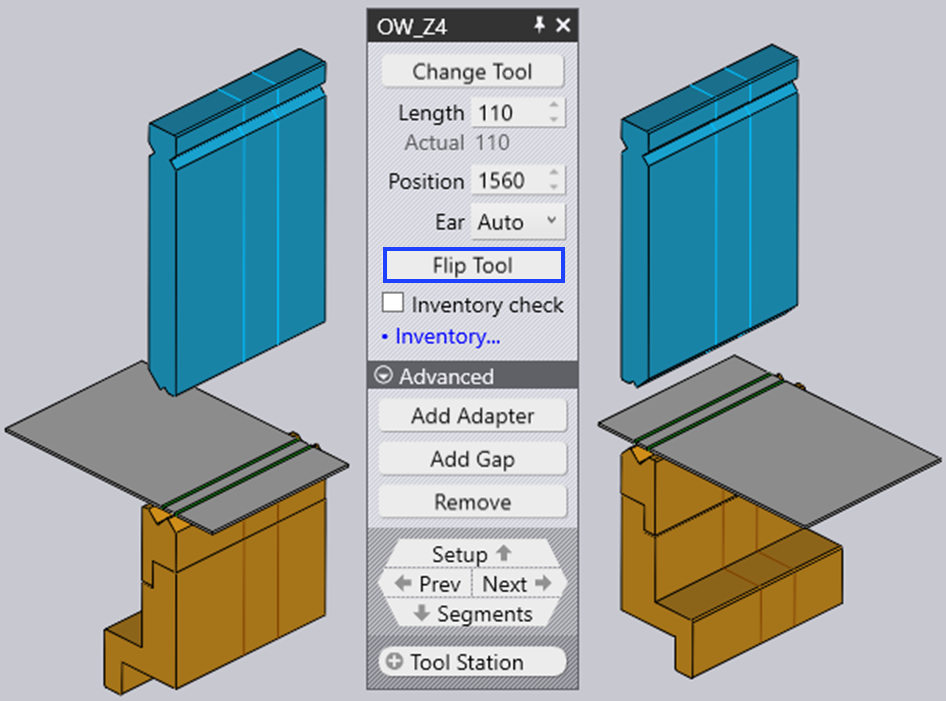 OW_Z4
Change Tool
Length 110
Actual 110
Position 1560
Ear Auto
Flip Tool
Inventory check
• Inventory...
Advanced
Add Adapter
Add Gap
Remove
Setup
Prev Next
Segments
Tool Station